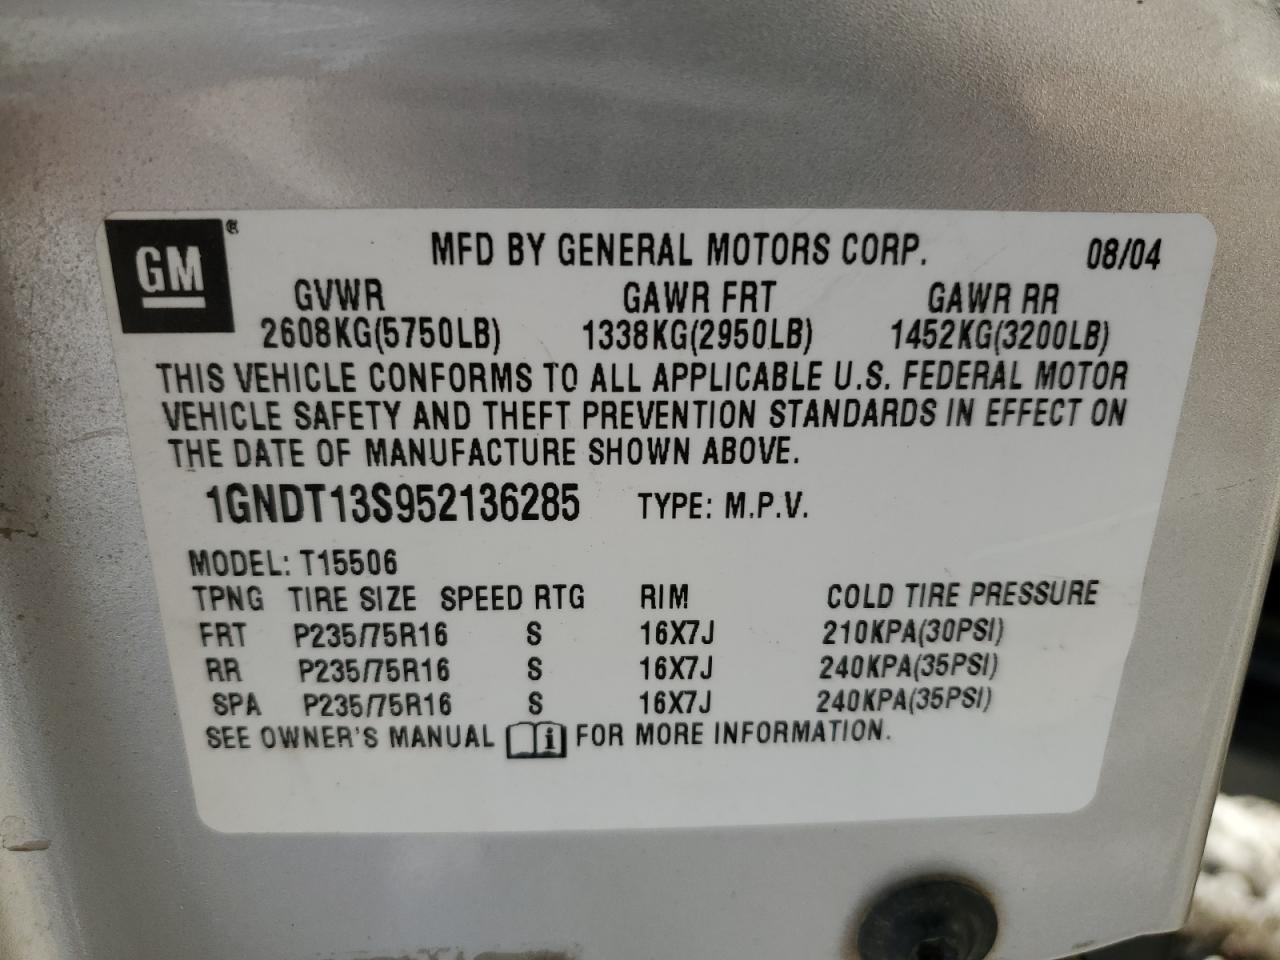 GM ® MFD BY GENERAL MOTORS CORP. 08/04
GVWR GAWR FRT GAWR RR
2608KG(5750LB) 1338KG(2950LB) 1452KG(3200LB)
THIS VEHICLE CONFORMS TO ALL APPLICABLE U.S. FEDERAL MOTOR
VEHICLE SAFETY AND THEFT PREVENTION STANDARDS IN EFFECT ON
THE DATE OF MANUFACTURE SHOWN ABOVE.
1GNDT13S952136285 TYPE: M.P.V.
MODEL: T15506
TPNG TIRE SIZE SPEED RTG RIM COLD TIRE PRESSURE
FRT P235/75R16 S 16X7J 210KPA(30PSI)
RR P235/75R16 S 16X7J 240KPA(35PSI)
SPA P235/75R16 S 16X7J 240KPA(35PSI)
SEE OWNER'S MANUAL i FOR MORE INFORMATION.